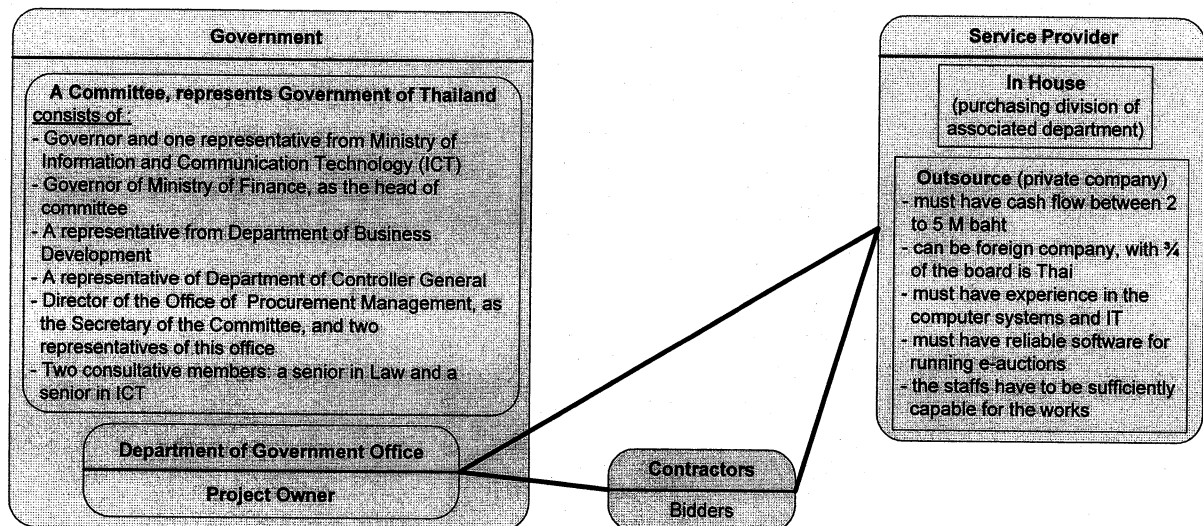 Government
A Committee, represents Government of Thailand
consists of :
- Governor and one representative from Ministry of
Information and Communication Technology (ICT)
- Governor of Ministry of Finance, as the head of
committee
- A representative from Department of Business
Development
- A representative of Department of Controller General
- Director of the Office of Procurement Management, as
the Secretary of the Committee, and two
representatives of this office
- Two consultative members: a senior in Law and a
senior in ICT
Department of Government Office
Project Owner
Contractors
Bidders
Service Provider
In House
(purchasing division of
associated department)
Outsource (private company)
- must have cash flow between 2
to 5 M baht
- can be foreign company, with ¾
of the board is Thai
- must have experience in the
computer systems and IT
- must have reliable software for
running e-auctions
- the staffs have to be sufficiently
capable for the works